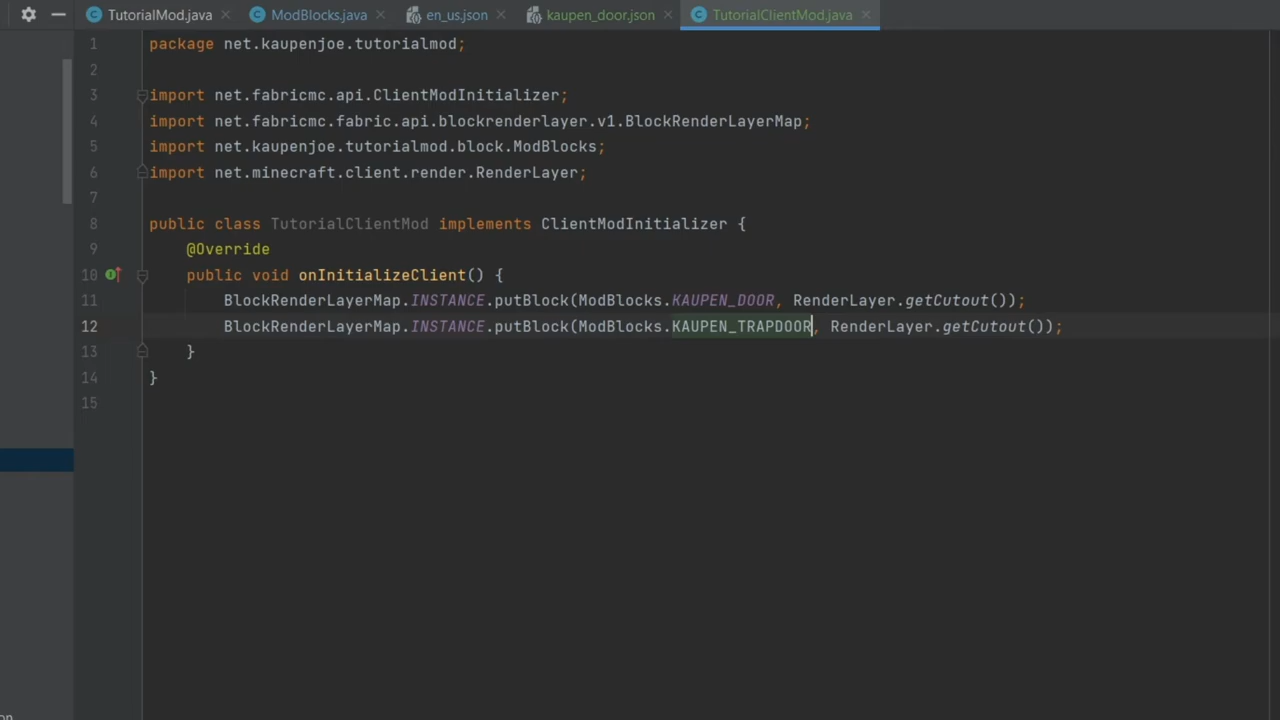 TutorialMod.java ModBlocks.java en_us.json kaupen_door.json TutorialClientMod.java
1 package net.kaupenjoe.tutorialmod;
2
3 import net.fabricmc.api.ClientModInitializer;
4 import net.fabricmc.fabric.api.blockrenderlayer.v1.BlockRenderLayerMap;
5 import net.kaupenjoe.tutorialmod.block.ModBlocks;
6 import net.minecraft.client.render.RenderLayer;
7
8 public class TutorialClientMod implements ClientModInitializer {
9 @Override
10 public void onInitializeClient() {
11 BlockRenderLayerMap.INSTANCE.putBlock(ModBlocks.KAUPEN_DOOR, RenderLayer.getCutout());
12 BlockRenderLayerMap.INSTANCE.putBlock(ModBlocks.KAUPEN_TRAPDOOR, RenderLayer.getCutout());
13 }
14 }
15